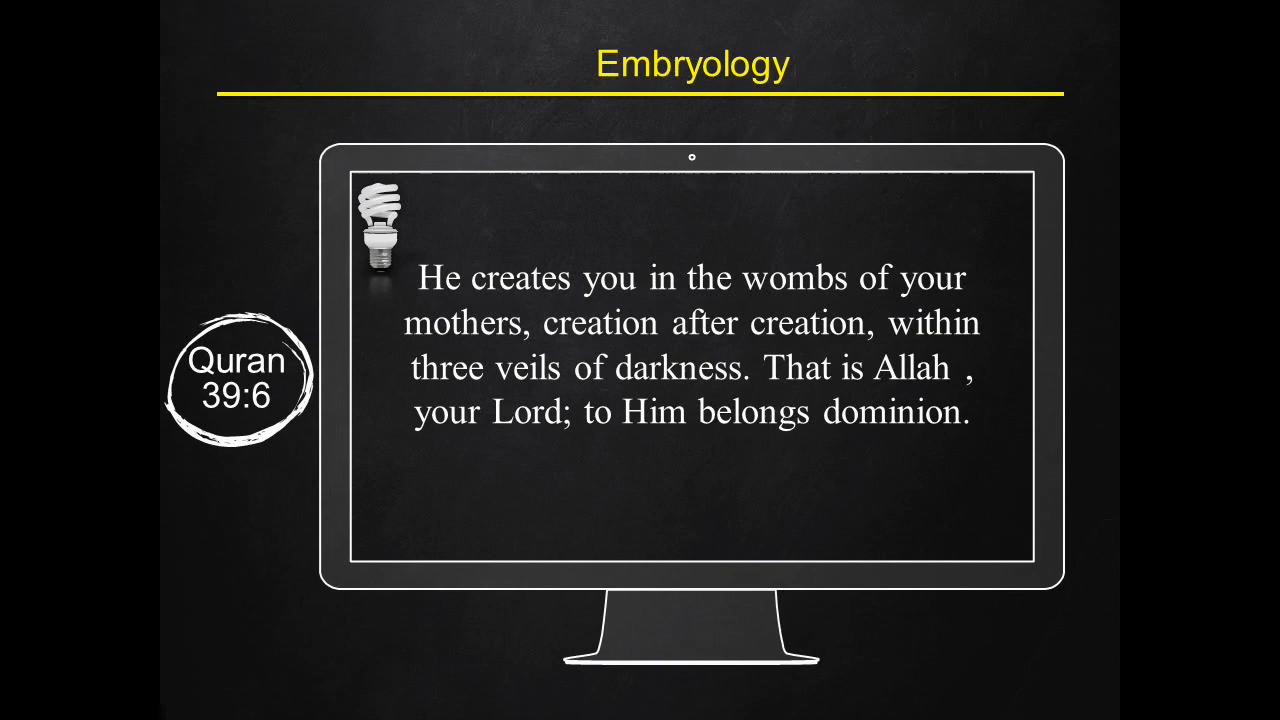 Embryology
He creates you in the wombs of your
mothers, creation after creation, within
three veils of darkness. That is Allah ,
your Lord; to Him belongs dominion.
Quran
39:6